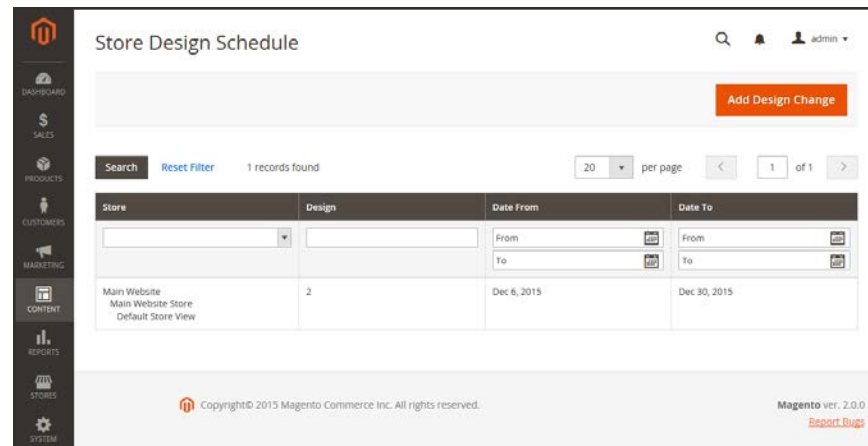 Store Design Schedule
admin
DASHBOARD
SALES
PRODUCTS
CUSTOMERS
MARKETING
CONTENT
REPORTS
STORES
SYSTEM
Add Design Change
Search Reset Filter 1 records found 20 per page 1 of 1
Store Design Date From Date To
From From
To To
Main Website 2 Dec 6, 2015 Dec 30, 2015
Main Website Store
Default Store View
Copyright© 2015 Magento Commerce Inc. All rights reserved. Magento ver. 2.0.0
Report Bugs